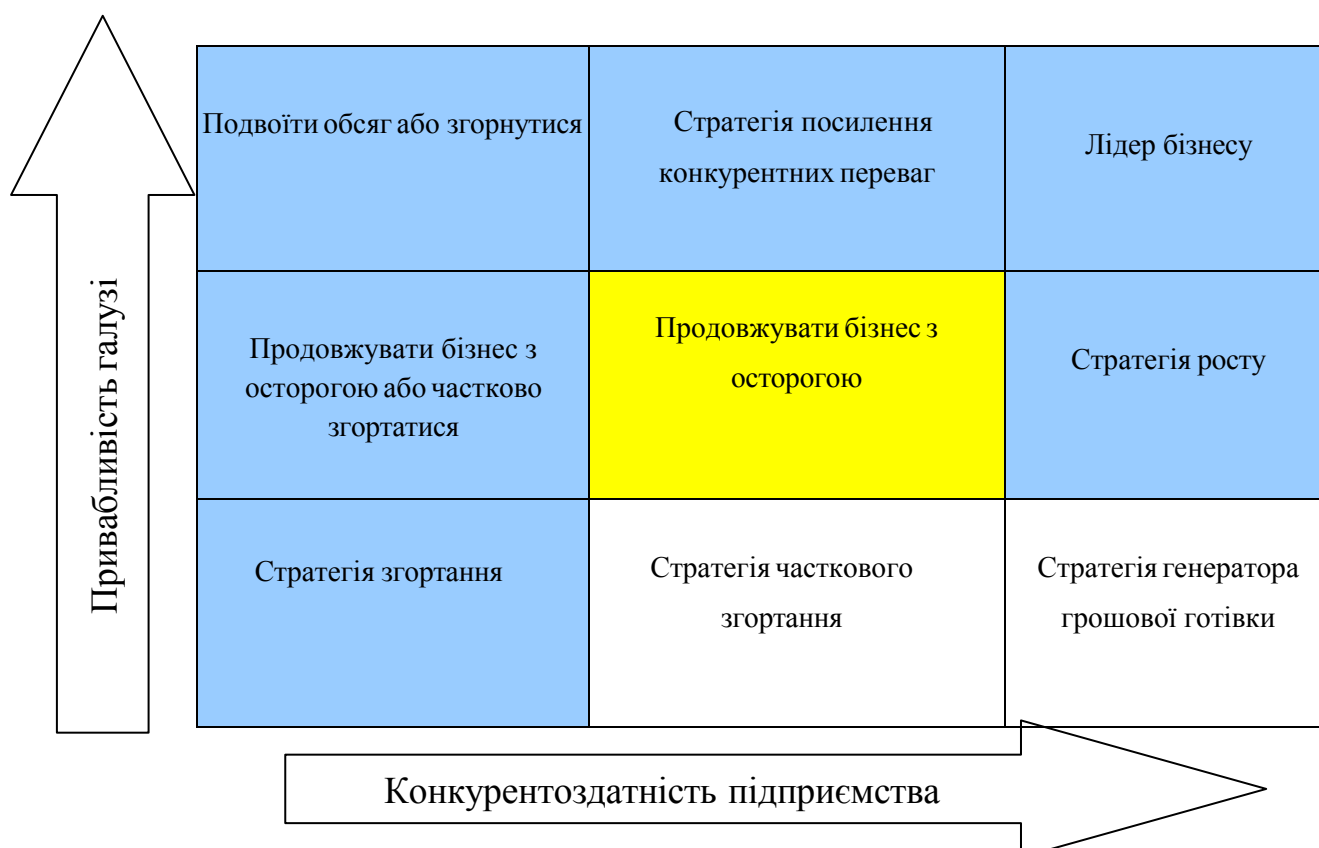 Подвоїти обсяг або згорнутися
Стратегія посилення
конкурентних переваг
Лідер бізнесу
Продовжувати бізнес з
осторогою або частково
згортатися
Продовжувати бізнес з
осторогою
Стратегія росту
Стратегія згортання
Стратегія часткового
згортання
Стратегія генератора
грошової готівки
Привабливість галузі
Конкурентоздатність підприємства